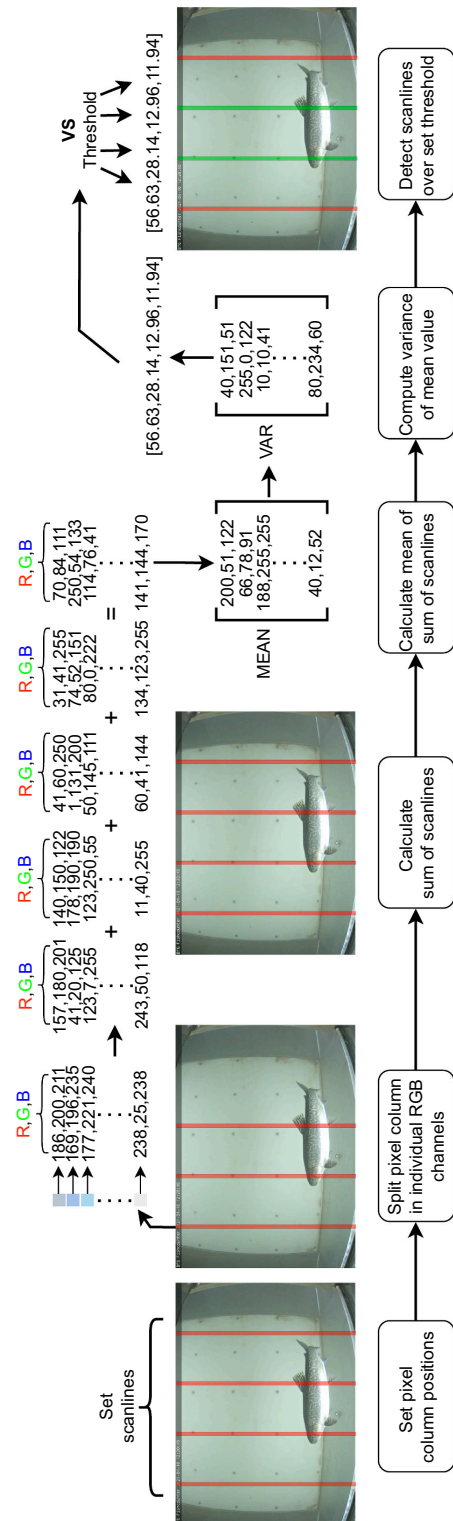 Set
scanlines
R,G,B
186,200,211
169,196,235
177,221,240
238,25,238
R,G,B
157,180,201
41,20,125
123,7,255
243,50,118
+
R,G,B
140,150,122
178,190,190
123,250,55
11,40,255
+
R,G,B
41,60,250
1,131,200
50,145,111
60,41,144
+
R,G,B
31,41,255
74,52,151
80,0,222
134,123,255
=
R,G,B
70,84,111
250,54,133
114,76,41
141,144,170
MEAN
200,51,122
66,78,91
188,255,255
40,12,52
VAR
40,151,51
255,0,122
10,10,41
80,234,60
[56.63,28.14,12.96,11.94]
VS
Threshold
[56.63,28.14,12.96,11.94]
Set pixel
column positions
Split pixel column
in individual RGB
channels
Calculate
sum of scanlines
Calculate mean of
sum of scanlines
Compute variance
of mean value
Detect scanlines
over set threshold